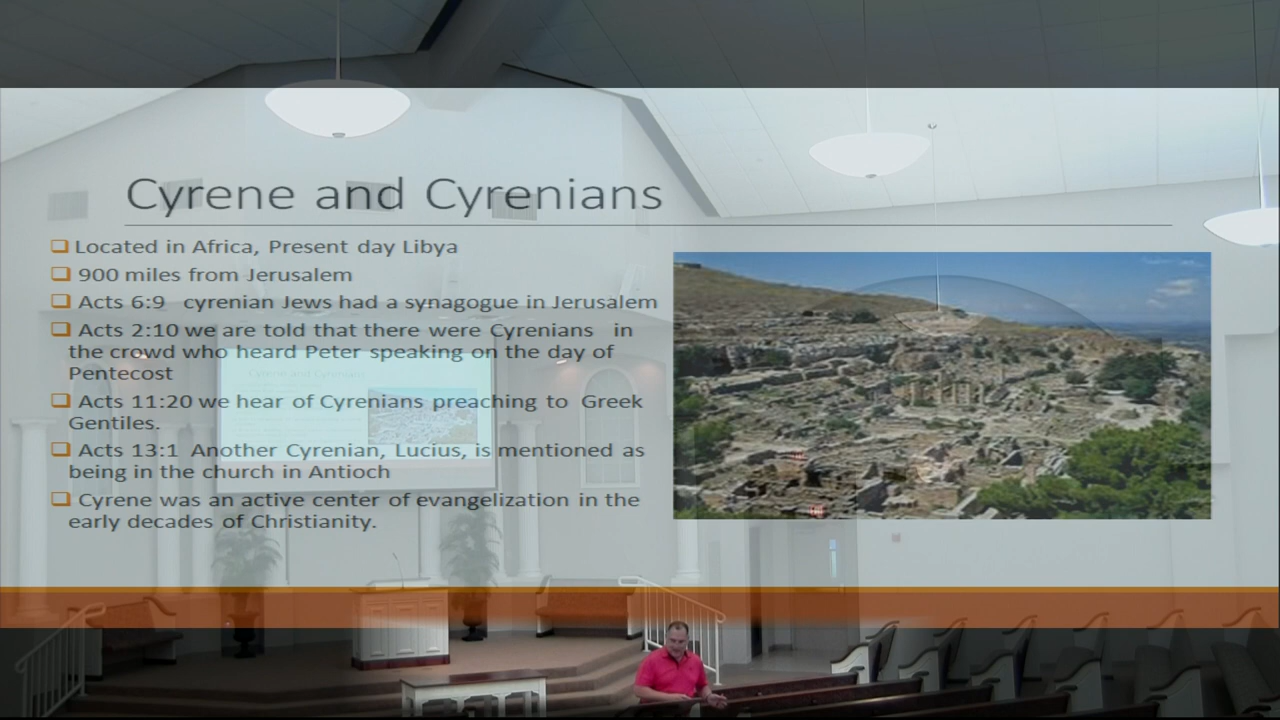 Cyrene and Cyrenians
Located in Africa, Present day Libya
900 miles from Jerusalem
Acts 6:9 cyrenian Jews had a synagogue in Jerusalem
Acts 2:10 we are told that there were Cyrenians in
the crowd who heard Peter speaking on the day of
Pentecost
Acts 11:20 we hear of Cyrenians preaching to Greek
Gentiles.
Acts 13:1 Another Cyrenian, Lucius, is mentioned as
being in the church in Antioch
Cyrene was an active center of evangelization in the
early decades of Christianity.
Cyrene and Cyrenians